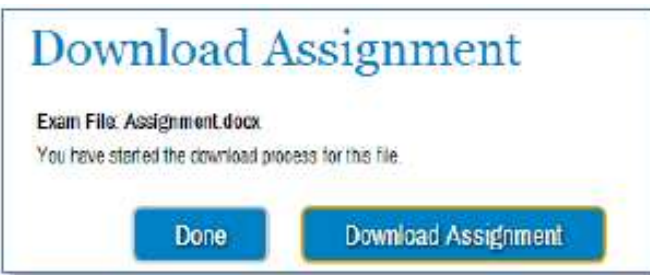 Download Assignment
Exam File: Assignment.docx
You have started the download process for this file.
Done
Download Assignment